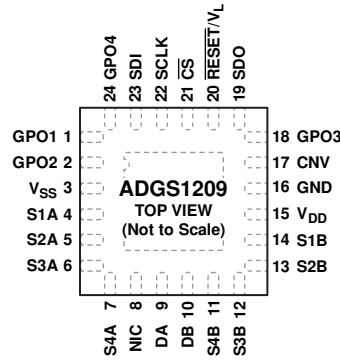 24 GPO4
23 SDI
22 SCLK
21 CS
20 RESET/VL
19 SDO
GPO1 1
GPO2 2
VSS 3
S1A 4
S2A 5
S3A 6
ADGS1209
TOP VIEW
(Not to Scale)
18 GPO3
17 CNV
16 GND
15 VDD
14 S1B
13 S2B
S4A 7
NIC 8
DA 9
DB 10
S4B 11
S3B 12